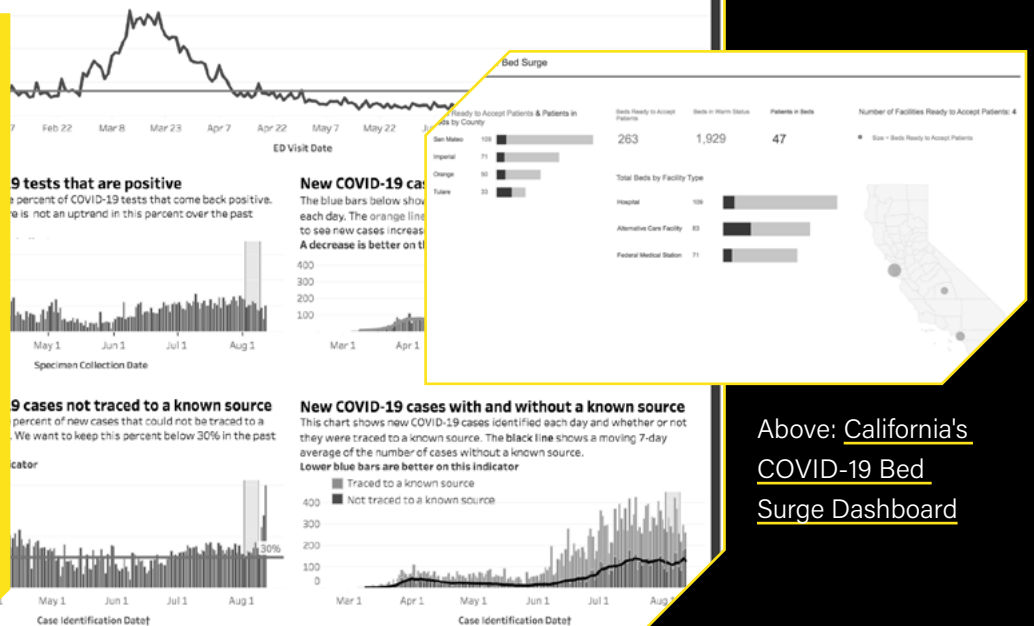 Feb 22
Mar 8
Mar 23
Apr 7
Apr 22
May 7
May 22
ED Visit Date
9 tests that are positive
percent of COVID-19 tests that come back positive.
is not an uptrend in this percent over the past
May 1
Jun 1
Jul 1
Aug 1
Specimen Collection Date
New COVID-19
The blue bars below
each day. The orange line
to see new cases
A decrease is better on
400
300
200
100
Mar 1
Apr 1
Bed Surge
Ready to Accept Patients & Patients in
by County
San Mateo 109
Imperial 71
Orange 50
Tulare 33
Beds Ready to Accept
Patients
263
Beds in Warm Status
1,929
Patients in Beds
47
Number of Facilities Ready to Accept Patients: 4
Size = Beds Ready to Accept Patients
Total Beds by Facility Type
Hospital 109
Alternative Care Facility 83
Federal Medical Station 71
9 cases not traced to a known source
percent of new cases that could not be traced to a
. We want to keep this percent below 30% in the past
30%
May 1
Jun 1
Jul 1
Aug 1
Case Identification Date†
New COVID-19 cases with and without a known source
This chart shows new COVID-19 cases identified each day and whether or not
they were traced to a known source. The black line shows a moving 7-day
average of the number of cases without a known source.
Lower blue bars are better on this indicator
Traced to a known source
Not traced to a known source
400
300
200
100
0
Mar 1
Apr 1
May 1
Jun 1
Jul 1
Aug
Case Identification Date†
Above: California's
COVID-19 Bed
Surge Dashboard